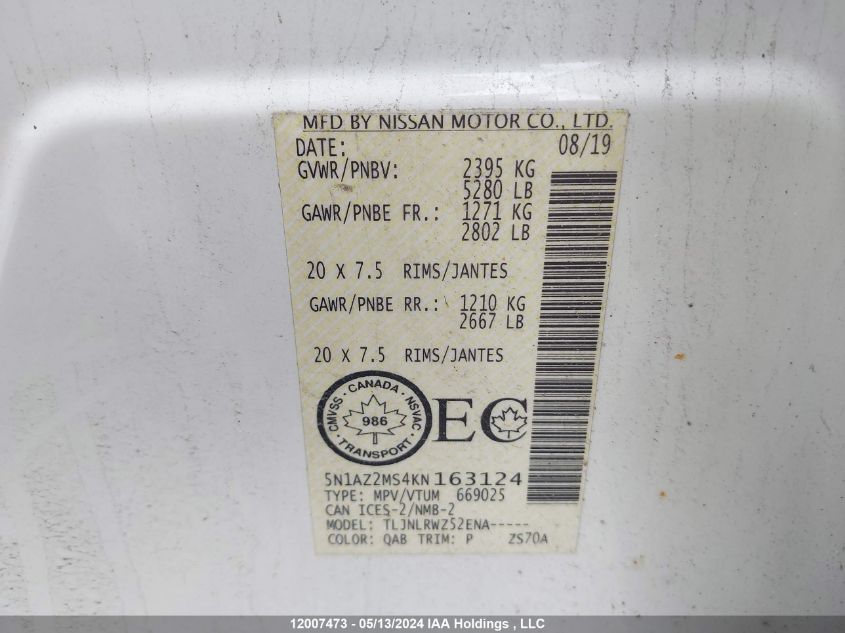 MFD BY NISSAN MOTOR CO., LTD.
DATE: 08/19
GVWR/PNBV: 2395 KG
5280 LB
GAWR/PNBE FR.: 1271 KG
2802 LB
20 X 7.5 RIMS/JANTES
GAWR/PNBE RR.: 1210 KG
2667 LB
20 X 7.5 RIMS/JANTES
CMVSS · CANADA · NSVAC · TRANSPORT ·
986
EC
5N1AZ2MS4KN163124
TYPE: MPV/VTUM 669025
CAN ICES-2/NMB-2
MODEL: TLJNLRWZ52ENA-----
COLOR: QAB TRIM: P ZS70A
12007473 - 05/13/2024 IAA Holdings , LLC